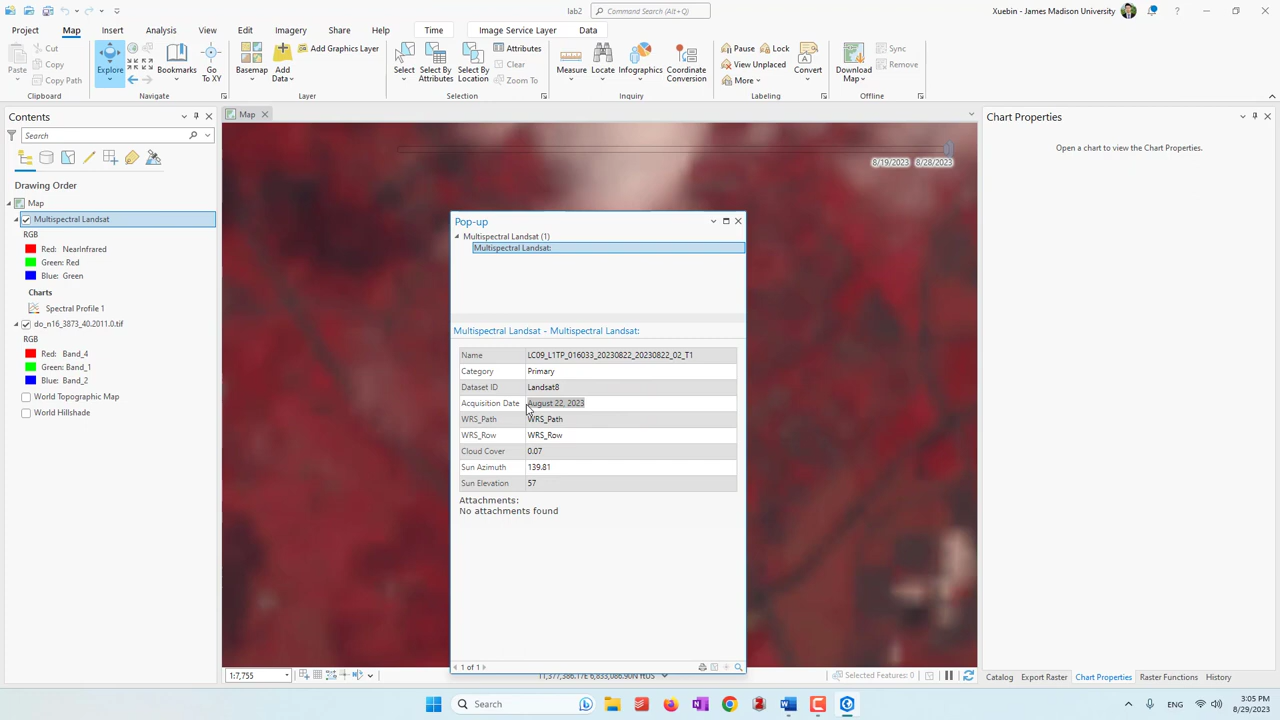 lab2
Command Search (Alt+Q)
Xuebin - James Madison University
?
Project
Map
Insert
Analysis
View
Edit
Imagery
Share
Help
Time
Image Service Layer
Data
Paste
Cut
Copy
Copy Path
Clipboard
Explore
Bookmarks
Go To XY
Navigate
Basemap
Add Data
Add Graphics Layer
Layer
Select
Select By Attributes
Select By Location
Attributes
Clear
Zoom To
Selection
Measure
Locate
Infographics
Coordinate Conversion
Inquiry
Pause
Lock
View Unplaced
More
Labeling
Convert
Download Map
Sync
Remove
Offline
Contents
Search
Drawing Order
Map
Multispectral Landsat
RGB
Red: NearInfrared
Green: Red
Blue: Green
Charts
Spectral Profile 1
do_n16_3873_40.2011.0.tif
RGB
Red: Band_4
Green: Band_1
Blue: Band_2
World Topographic Map
World Hillshade
Map
8/19/2023
8/28/2023
Pop-up
Multispectral Landsat (1)
Multispectral Landsat:
Multispectral Landsat - Multispectral Landsat:
Name LC09_L1TP_016033_20230822_20230822_02_T1
Category Primary
Dataset ID Landsat8
Acquisition Date August 22, 2023
WRS_Path WRS_Path
WRS_Row WRS_Row
Cloud Cover 0.07
Sun Azimuth 139.81
Sun Elevation 57
Attachments:
No attachments found
1 of 1
1:7,755
11,377,386.17E 6,833,086.90N ftUS
Selected Features: 0
Chart Properties
Open a chart to view the Chart Properties.
Catalog
Export Raster
Chart Properties
Raster Functions
History
Search
ENG
3:05 PM
8/29/2023